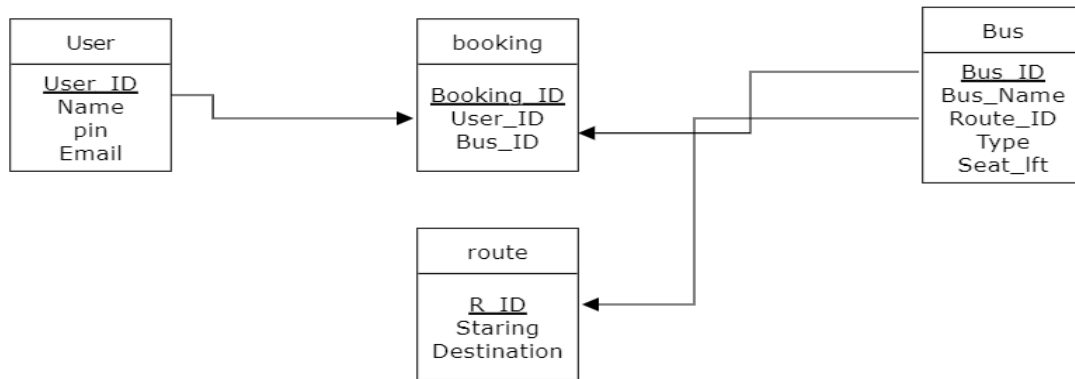 User
User_ID
Name
pin
Email
booking
Booking_ID
User_ID
Bus_ID
Bus
Bus_ID
Bus_Name
Route_ID
Type
Seat_lft
route
R_ID
Staring
Destination